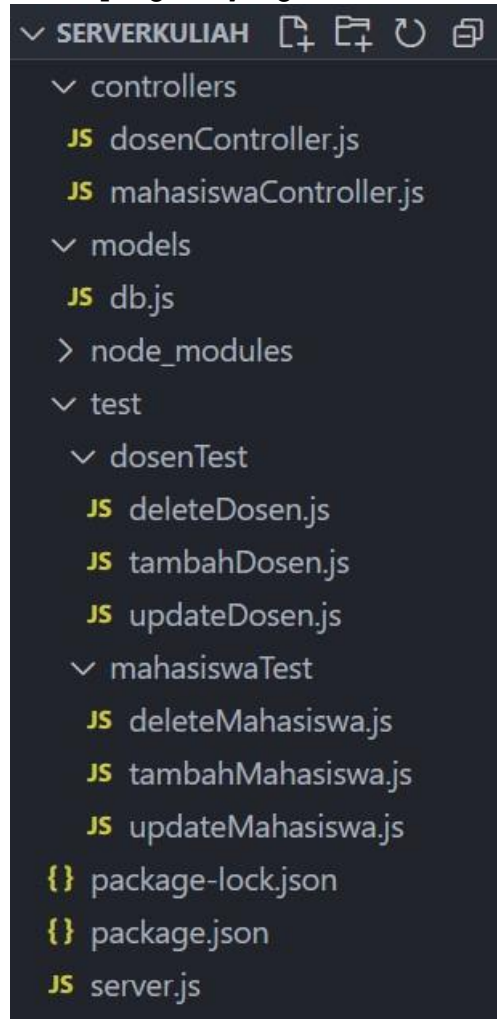 SERVERKULIAH
controllers
JS dosenController.js
JS mahasiswaController.js
models
JS db.js
node_modules
test
dosenTest
JS deleteDosen.js
JS tambahDosen.js
JS updateDosen.js
mahasiswaTest
JS deleteMahasiswa.js
JS tambahMahasiswa.js
JS updateMahasiswa.js
{} package-lock.json
{} package.json
JS server.js